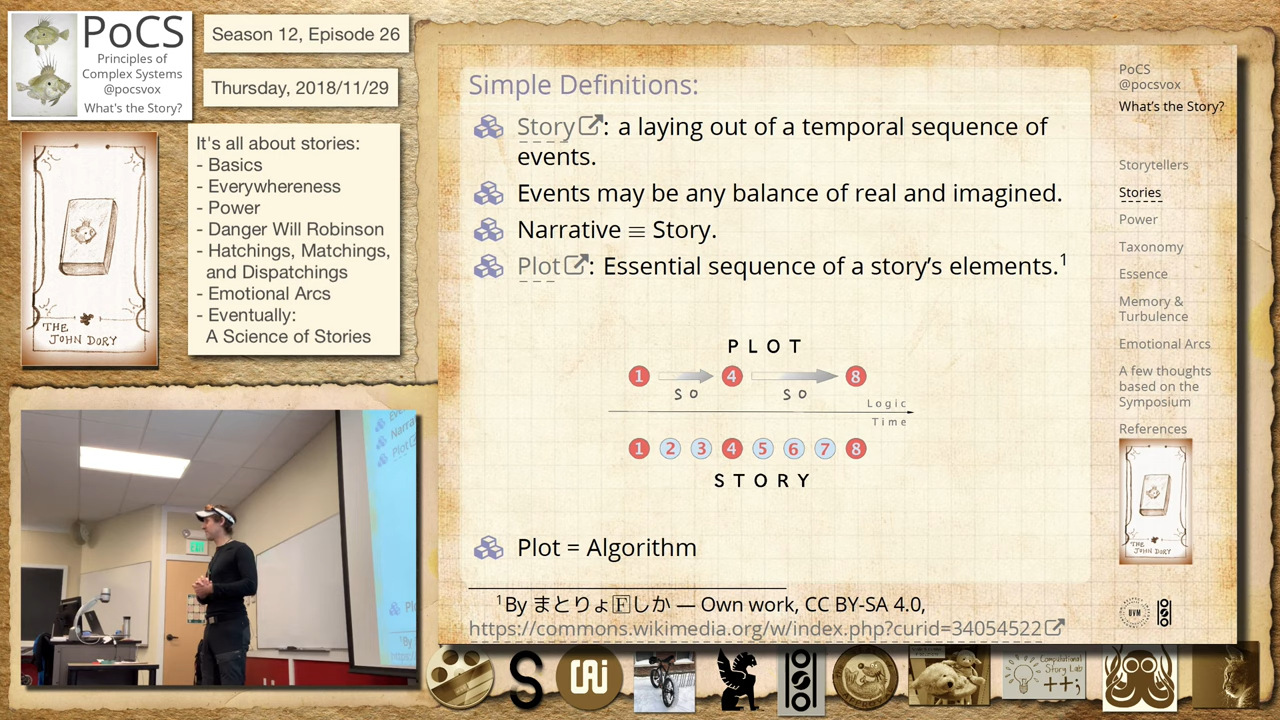 PoCS
Principles of
Complex Systems
@pocsvox
What's the Story?
Season 12, Episode 26
Thursday, 2018/11/29
It's all about stories:
- Basics
- Everywhereness
- Power
- Danger Will Robinson
- Hatchings, Matchings,
and Dispatchings
- Emotional Arcs
- Eventually:
A Science of Stories
THE
JOHN DORY
Simple Definitions:
Story: a laying out of a temporal sequence of
events.
Events may be any balance of real and imagined.
Narrative ≡ Story.
Plot: Essential sequence of a story's elements.1
PLOT
1 4 8
so so
Logic
Time
1 2 3 4 5 6 7 8
STORY
Plot = Algorithm
1By まとりょ🄵しか — Own work, CC BY-SA 4.0,
https://commons.wikimedia.org/w/index.php?curid=34054522
PoCS
@pocsvox
What's the Story?
Storytellers
Stories
Power
Taxonomy
Essence
Memory &
Turbulence
Emotional Arcs
A few thoughts
based on the
Symposium
References
THE
JOHN DORY
UVM
Computational
Story Lab
++;